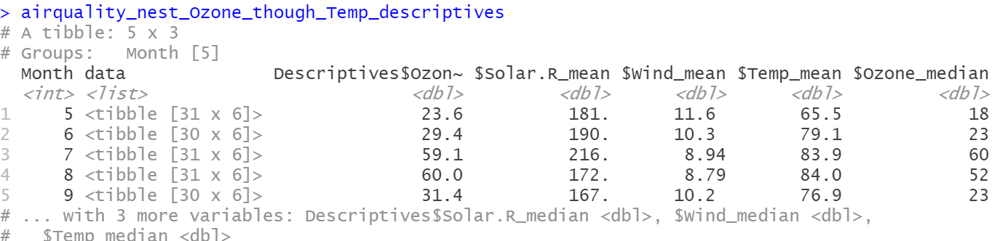 > airquality_nest_Ozone_though_Temp_descriptives
# A tibble: 5 x 3
# Groups:   Month [5]
  Month data              Descriptives$Ozon~ $Solar.R_mean $Wind_mean $Temp_mean $Ozone_median
  <int> <list>                         <dbl>         <dbl>      <dbl>      <dbl>         <dbl>
1     5 <tibble [31 x 6]>               23.6          181.      11.6        65.5            18
2     6 <tibble [30 x 6]>               29.4          190.      10.3        79.1            23
3     7 <tibble [31 x 6]>               59.1          216.       8.94       83.9            60
4     8 <tibble [31 x 6]>               60.0          172.       8.79       84.0            52
5     9 <tibble [30 x 6]>               31.4          167.      10.2        76.9            23
# ... with 3 more variables: Descriptives$Solar.R_median <dbl>, $Wind_median <dbl>,
#   $Temp_median <dbl>